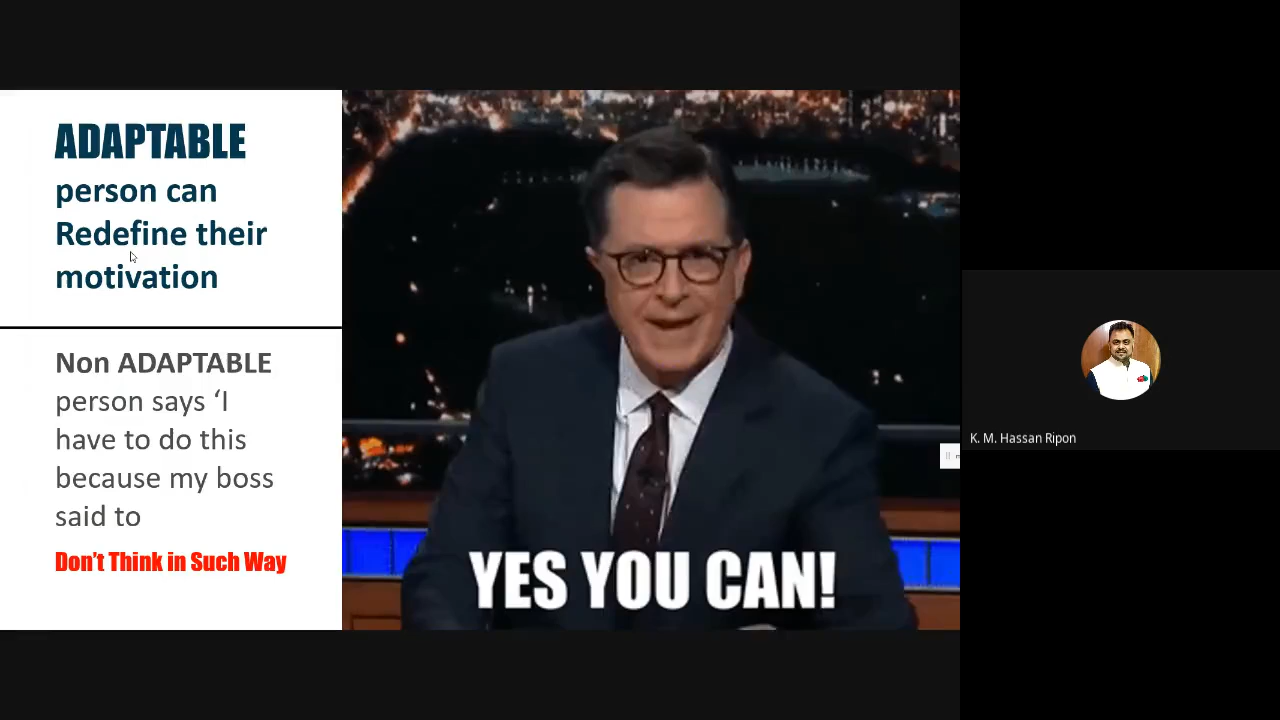 ADAPTABLE
person can
Redefine their
motivation
Non ADAPTABLE
person says ‘I
have to do this
because my boss
said to
Don’t Think in Such Way
YES YOU CAN!
K. M. Hassan Ripon